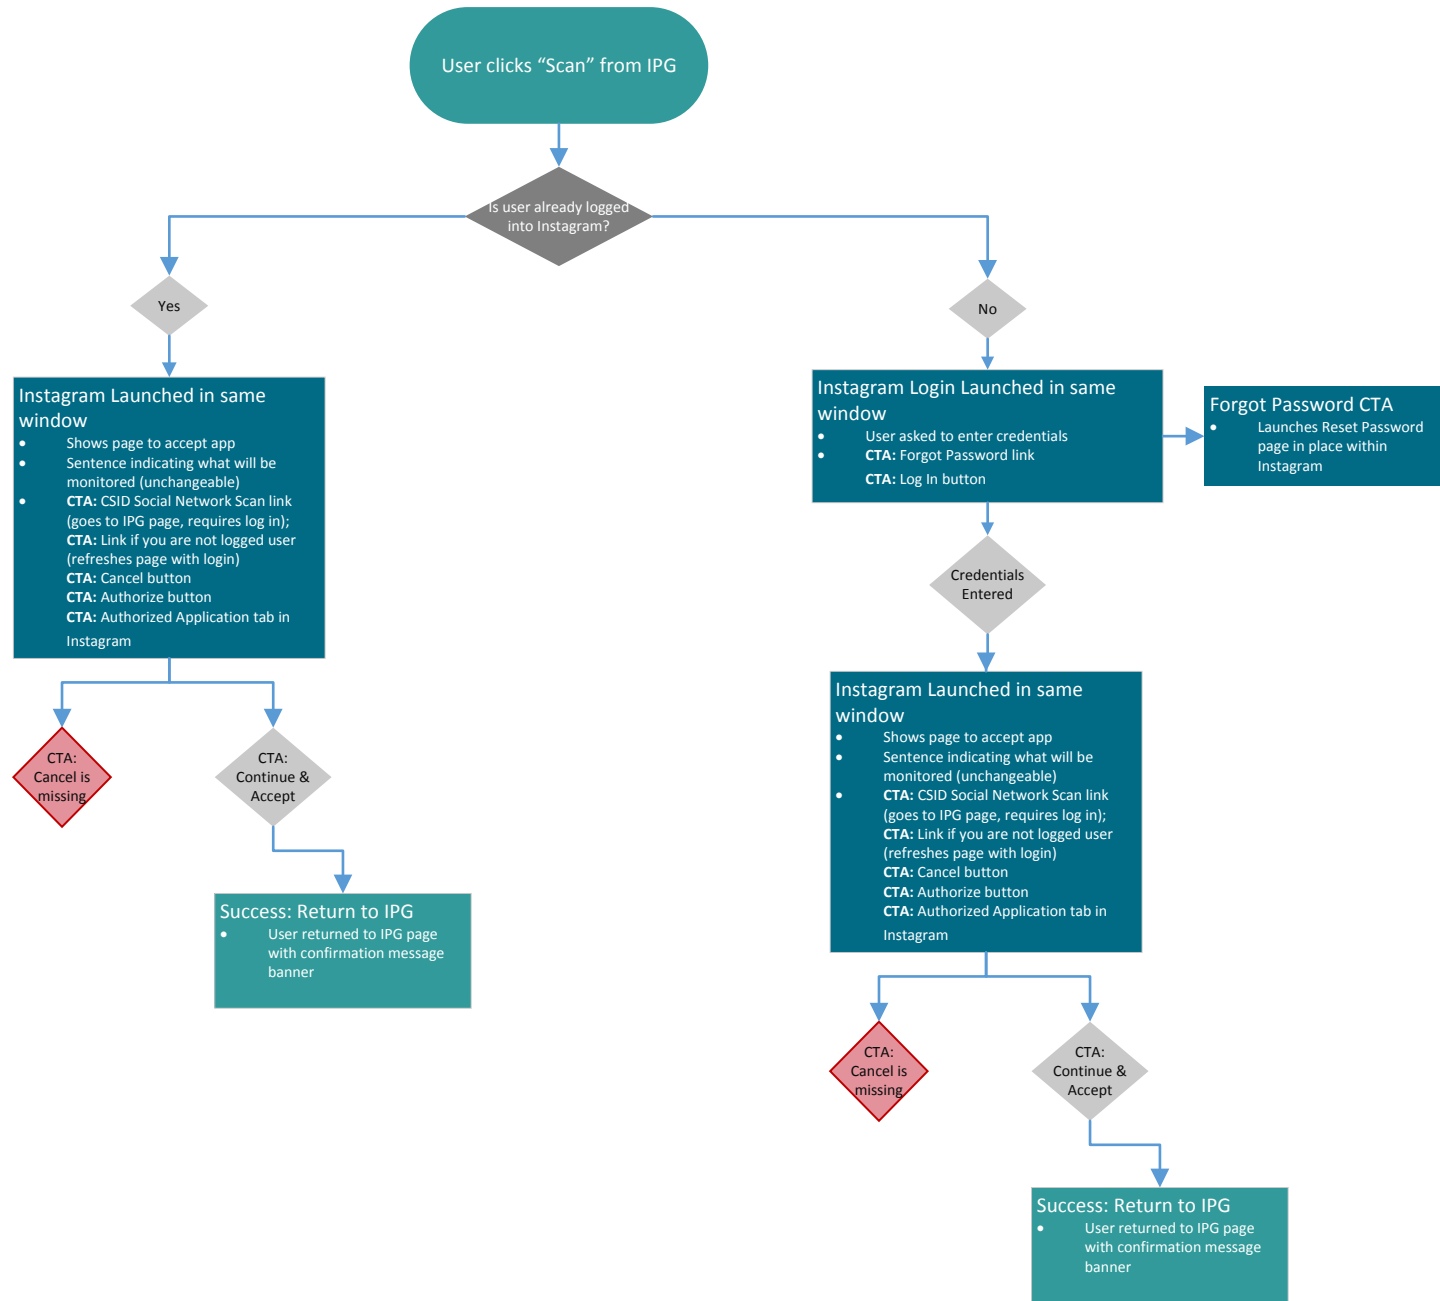 User clicks “Scan” from IPG
Is user already logged
into Instagram?
Yes
No
Instagram Launched in same
window
• Shows page to accept app
• Sentence indicating what will be
monitored (unchangeable)
• CTA: CSID Social Network Scan link
(goes to IPG page, requires log in);
CTA: Link if you are not logged user
(refreshes page with login)
CTA: Cancel button
CTA: Authorize button
CTA: Authorized Application tab in
Instagram
Instagram Login Launched in same
window
• User asked to enter credentials
• CTA: Forgot Password link
CTA: Log In button
Forgot Password CTA
• Launches Reset Password
page in place within
Instagram
Credentials
Entered
CTA:
Cancel is
missing
CTA:
Continue &
Accept
Success: Return to IPG
• User returned to IPG page
with confirmation message
banner
Instagram Launched in same
window
• Shows page to accept app
• Sentence indicating what will be
monitored (unchangeable)
• CTA: CSID Social Network Scan link
(goes to IPG page, requires log in);
CTA: Link if you are not logged user
(refreshes page with login)
CTA: Cancel button
CTA: Authorize button
CTA: Authorized Application tab in
Instagram
CTA:
Cancel is
missing
CTA:
Continue &
Accept
Success: Return to IPG
• User returned to IPG page
with confirmation message
banner